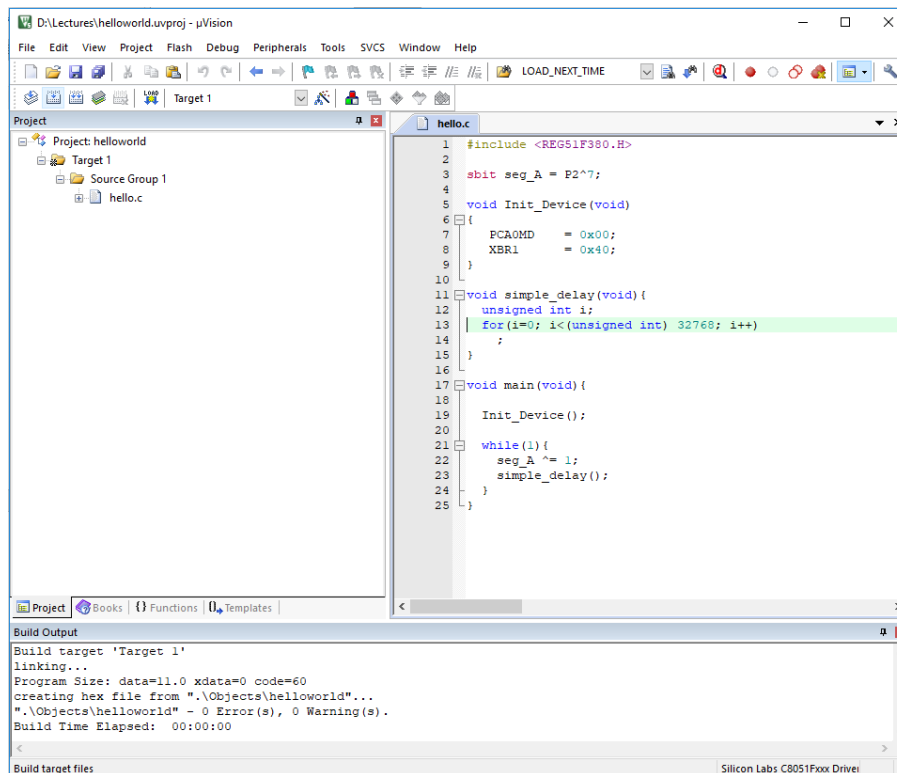 D:\Lectures\helloworld.uvproj - µVision
File Edit View Project Flash Debug Peripherals Tools SVCS Window Help
LOAD_NEXT_TIME
LOAD Target 1
Project
Project: helloworld
Target 1
Source Group 1
hello.c
Project Books {} Functions 0 Templates
hello.c
1 #include <REG51F380.H>
2
3 sbit seg_A = P2^7;
4
5 void Init_Device(void)
6 {
7 PCA0MD = 0x00;
8 XBR1 = 0x40;
9 }
10
11 void simple_delay(void){
12 unsigned int i;
13 for(i=0; i<(unsigned int) 32768; i++)
14 ;
15 }
16
17 void main(void){
18
19 Init_Device();
20
21 while(1){
22 seg_A ^= 1;
23 simple_delay();
24 }
25 }
Build Output
Build target 'Target 1'
linking...
Program Size: data=11.0 xdata=0 code=60
creating hex file from ".\Objects\helloworld"...
".\Objects\helloworld" - 0 Error(s), 0 Warning(s).
Build Time Elapsed: 00:00:00
Build target files
Silicon Labs C8051Fxxx Driver